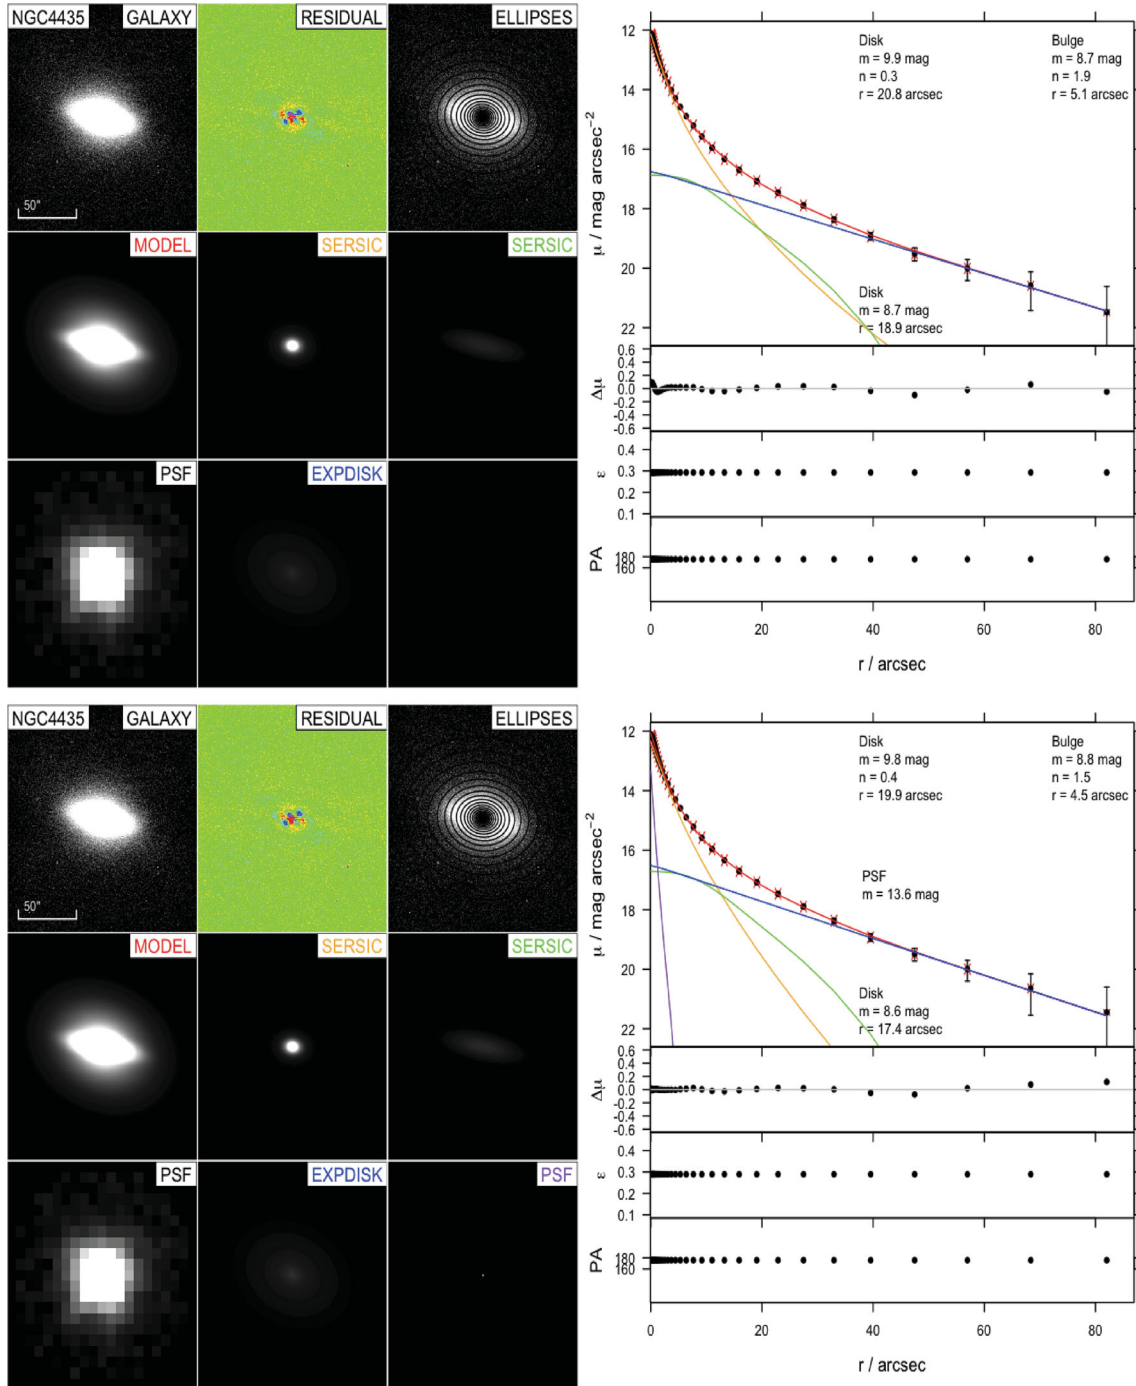 NGC4435 GALAXY RESIDUAL ELLIPSES
50"
MODEL SERSIC SERSIC
PSF EXPDISK
12
14
16
18
20
22
μ / mag arcsec⁻²
Disk
m = 9.9 mag
n = 0.3
r = 20.8 arcsec
Bulge
m = 8.7 mag
n = 1.9
r = 5.1 arcsec
Disk
m = 8.7 mag
r = 18.9 arcsec
0.6
0.4
0.2
0.0
-0.2
-0.4
-0.6
Δμ
0.4
0.3
0.2
0.1
ε
180
160
PA
0 20 40 60 80
r / arcsec
NGC4435 GALAXY RESIDUAL ELLIPSES
50"
MODEL SERSIC SERSIC
PSF EXPDISK PSF
12
14
16
18
20
22
μ / mag arcsec⁻²
Disk
m = 9.8 mag
n = 0.4
r = 19.9 arcsec
Bulge
m = 8.8 mag
n = 1.5
r = 4.5 arcsec
PSF
m = 13.6 mag
Disk
m = 8.6 mag
r = 17.4 arcsec
0.6
0.4
0.2
0.0
-0.2
-0.4
-0.6
Δμ
0.4
0.3
0.2
0.1
ε
180
160
PA
0 20 40 60 80
r / arcsec